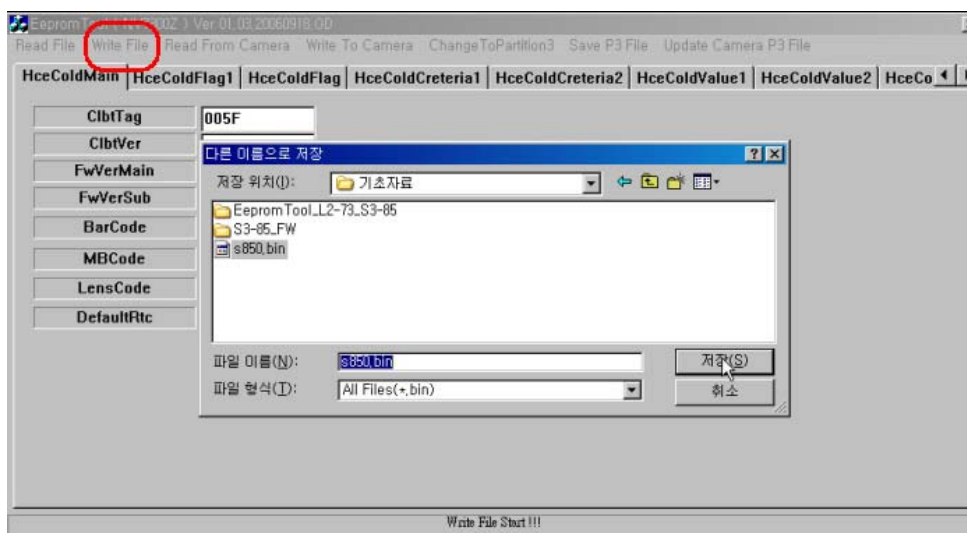 Ver 01.03.20060918.0D
Read File Write File Read From Camera Write To Camera ChangeToPartition3 Save P3 File Update Camera P3 File
HceColdMain HceColdFlag1 HceColdFlag HceColdCreteria1 HceColdCreteria2 HceColdValue1 HceColdValue2 HceCo
ClbtTag 005F
ClbtVer
다른 이름으로 저장
FwVerMain
저장 위치(I): 기초자료
FwVerSub
EepromTool_L2-73_S3-85
BarCode
S3-85_FW
s850.bin
MBCode
LensCode
DefaultRtc
파일 이름(N): s850.bin 저장(S)
파일 형식(T): All Files(*.bin) 취소
Write File Start !!!